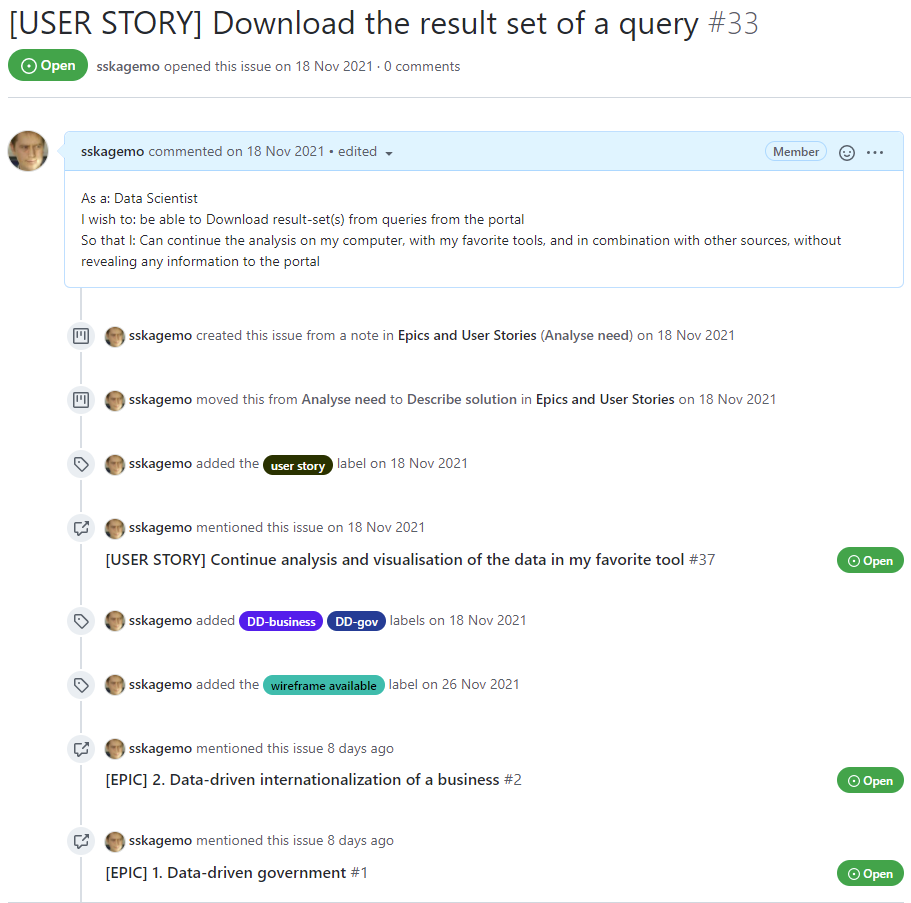 [USER STORY] Download the result set of a query #33
Open sskagemo opened this issue on 18 Nov 2021 · 0 comments
sskagemo commented on 18 Nov 2021 • edited Member
As a: Data Scientist
I wish to: be able to Download result-set(s) from queries from the portal
So that I: Can continue the analysis on my computer, with my favorite tools, and in combination with other sources, without
revealing any information to the portal
sskagemo created this issue from a note in Epics and User Stories (Analyse need) on 18 Nov 2021
sskagemo moved this from Analyse need to Describe solution in Epics and User Stories on 18 Nov 2021
sskagemo added the user story label on 18 Nov 2021
sskagemo mentioned this issue on 18 Nov 2021
[USER STORY] Continue analysis and visualisation of the data in my favorite tool #37 Open
sskagemo added DD-business DD-gov labels on 18 Nov 2021
sskagemo added the wireframe available label on 26 Nov 2021
sskagemo mentioned this issue 8 days ago
[EPIC] 2. Data-driven internationalization of a business #2 Open
sskagemo mentioned this issue 8 days ago
[EPIC] 1. Data-driven government #1 Open